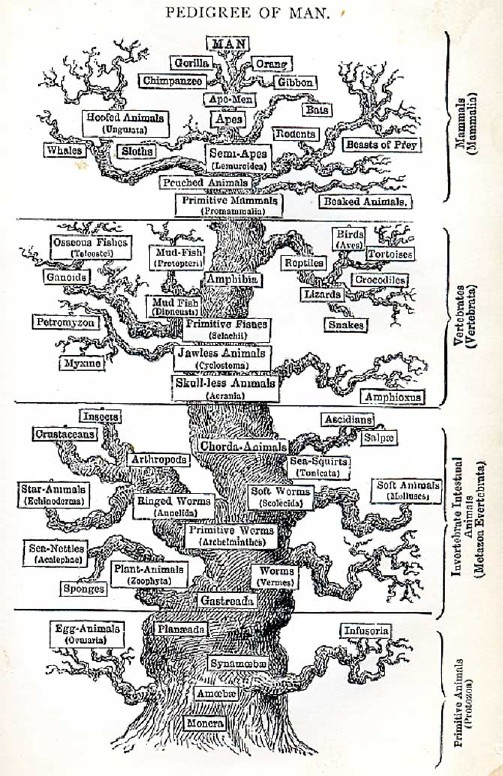 PEDIGREE OF MAN.
MAN
Gorilla
Orang
Chimpanzee
Gibbon
Ape-Men
Bats
Apes
Hoofed Animals
(Ungulata)
Rodents
Whales
Sloths
Semi-Apes
(Lemuroidea)
Beasts of Prey
Pouched Animals
Primitive Mammals
(Promammalia)
Beaked Animals.
Mammals
(Mammalia)
Osseous Fishes
(Teleostei)
Mud-Fish
(Protopteri)
Birds
(Aves)
Tortoises
Reptiles
Ganoids
Amphibia
Crocodiles
Lizards
Mud Fish
(Dipneusta)
Petromyzon
Primitive Fishes
(Selachii)
Snakes
Jawless Animals
(Cyclostoma)
Myxine
Skull-less Animals
(Acrania)
Amphioxus
Vertebrates
(Vertebrata)
Insects
Crustaceans
Ascidians
Salpæ
Chorda-Animals
Arthropods
Sea-Squirts
(Tunicata)
Star-Animals
(Echinoderma)
Ringed Worms
(Annelida)
Soft Worms
(Scolecida)
Soft Animals
(Molluscs)
Primitive Worms
(Archelminthes)
Sea-Nettles
(Acalephae)
Plant-Animals
(Zoophyta)
Worms
(Vermes)
Sponges
Gastreada
Invertebrate Intestinal
Animals
(Metazoa Evertebrata)
Egg-Animals
(Ovularia)
Planæada
Infusoria
Synamœbæ
Amœbæ
Monera
Primitive Animals
(Protozoa)